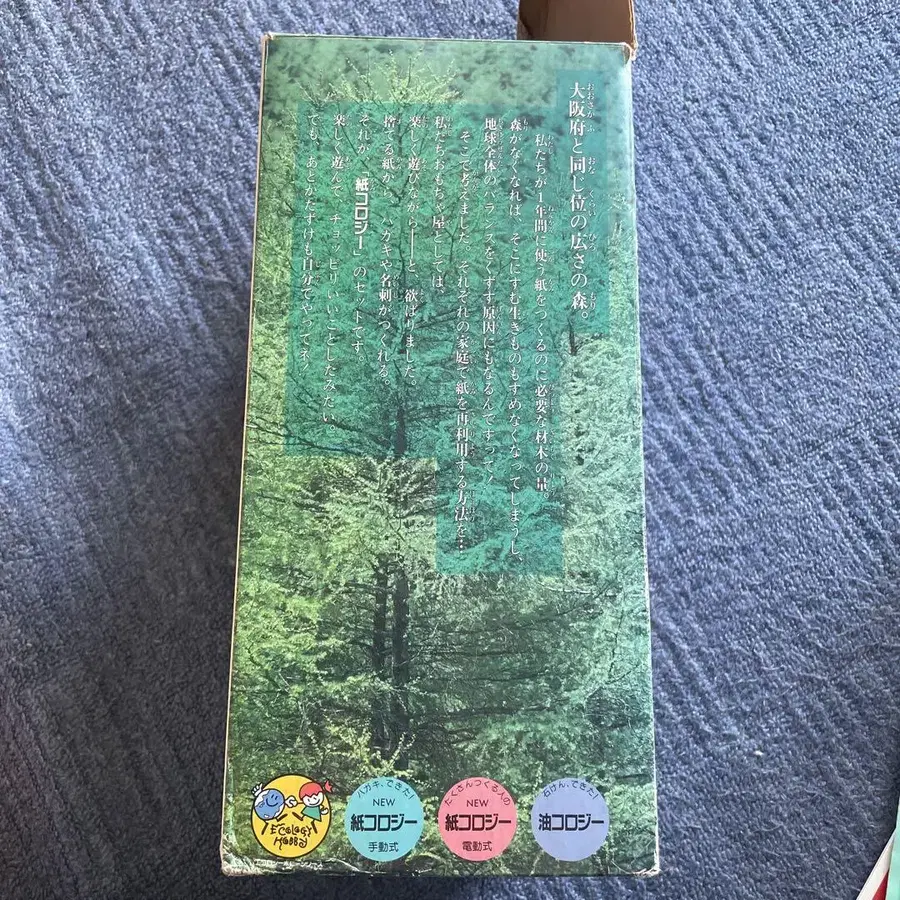 大阪府と同じ位の広さの森。
私たちが1年間に使う紙をつくるのに必要な材木の量。
森がなくなれば、そこにすむ生きものもすめなくなってしまうし、
地球全体のバランスをくずす原因にもなるんですって!
そこで考えました、それぞれの家庭で紙を再利用する方法を…
私たちおもちゃ屋としては、
楽しく遊びながら——と、欲ばりました。
捨てる紙から、ハガキや名刺がつくれる。
それが、「紙コロジー」のセットです。
楽しく遊んで、チョッピリいいことしたみたい。
でも、あとかたずけも自分でやってネ!
Ecology
Hobby
ハガキ、できた!
NEW
紙コロジー
手動式
たくさんつくる人の
NEW
紙コロジー
電動式
石けん、できた!
油コロジー